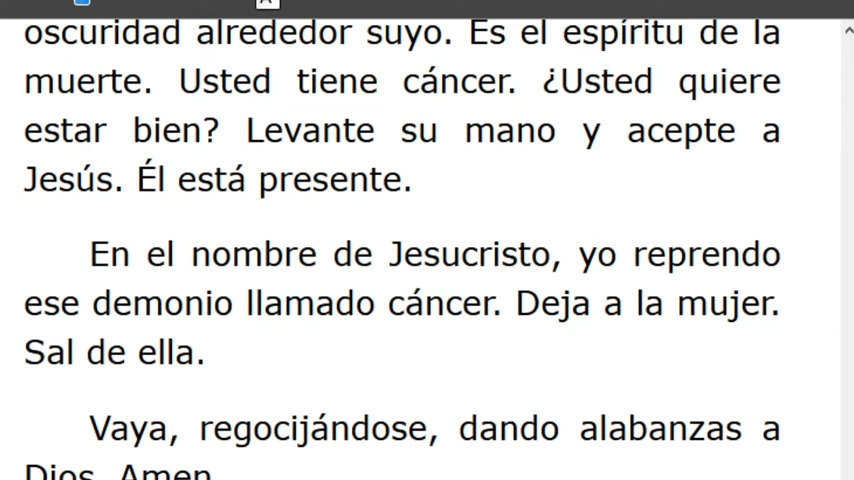 oscuridad alrededor suyo. Es el espíritu de la
muerte. Usted tiene cáncer. ¿Usted quiere
estar bien? Levante su mano y acepte a
Jesús. Él está presente.
En el nombre de Jesucristo, yo reprendo
ese demonio llamado cáncer. Deja a la mujer.
Sal de ella.
Vaya, regocijándose, dando alabanzas a
Dios. Amen